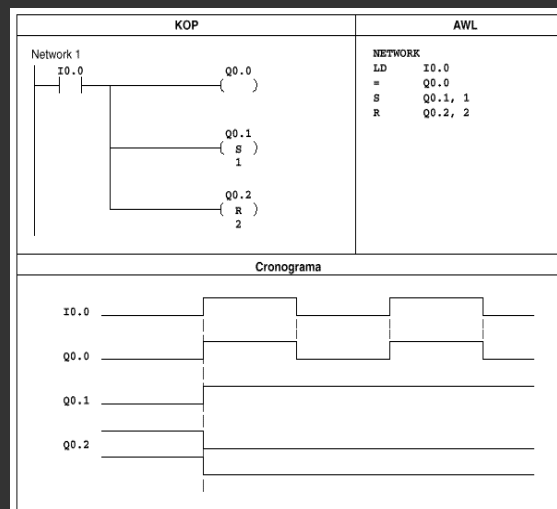 KOP
AWL
Network 1
I0.0
Q0.0
Q0.1
S
1
Q0.2
R
2
NETWORK
LD I0.0
= Q0.0
S Q0.1, 1
R Q0.2, 2
Cronograma
I0.0
Q0.0
Q0.1
Q0.2